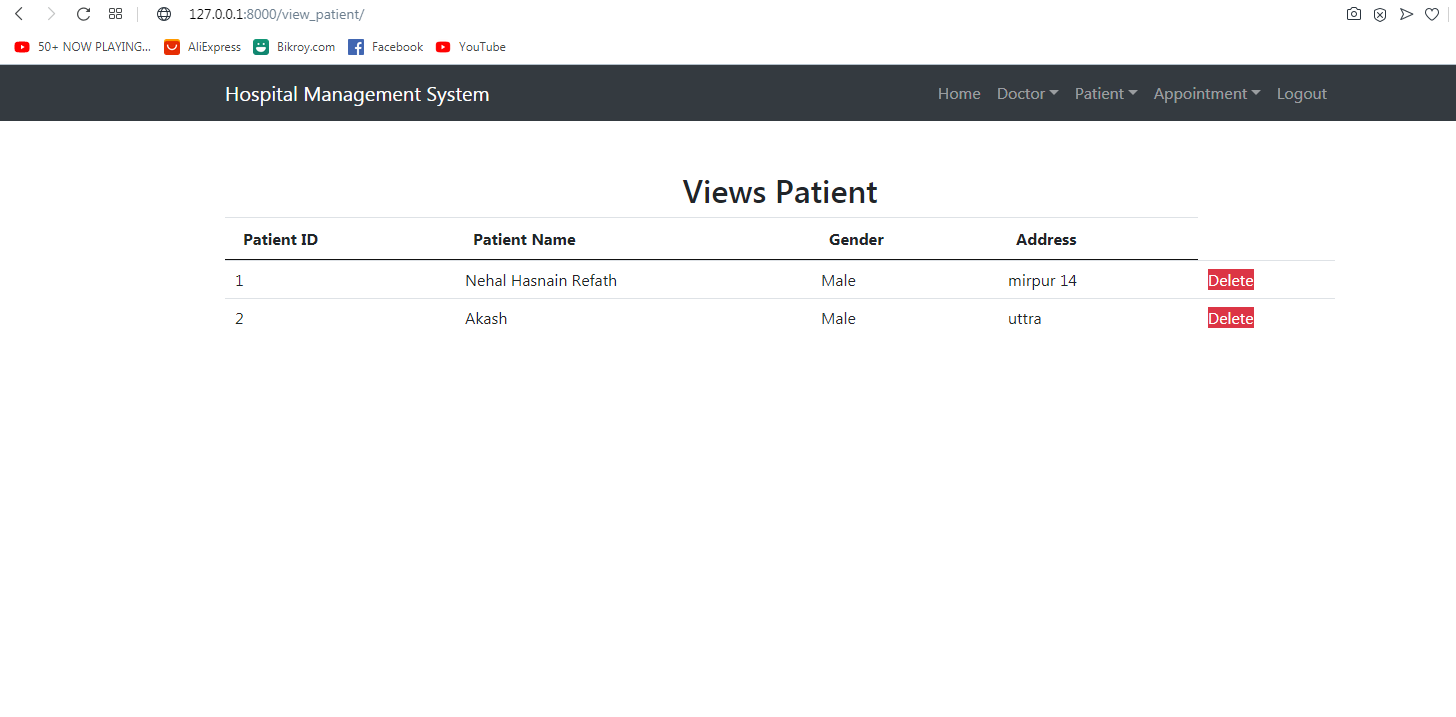 127.0.0.1:8000/view_patient/
50+ NOW PLAYING... AliExpress Bikroy.com Facebook YouTube
Hospital Management System Home Doctor Patient Appointment Logout
Views Patient
Patient ID Patient Name Gender Address
1 Nehal Hasnain Refath Male mirpur 14 Delete
2 Akash Male uttra Delete